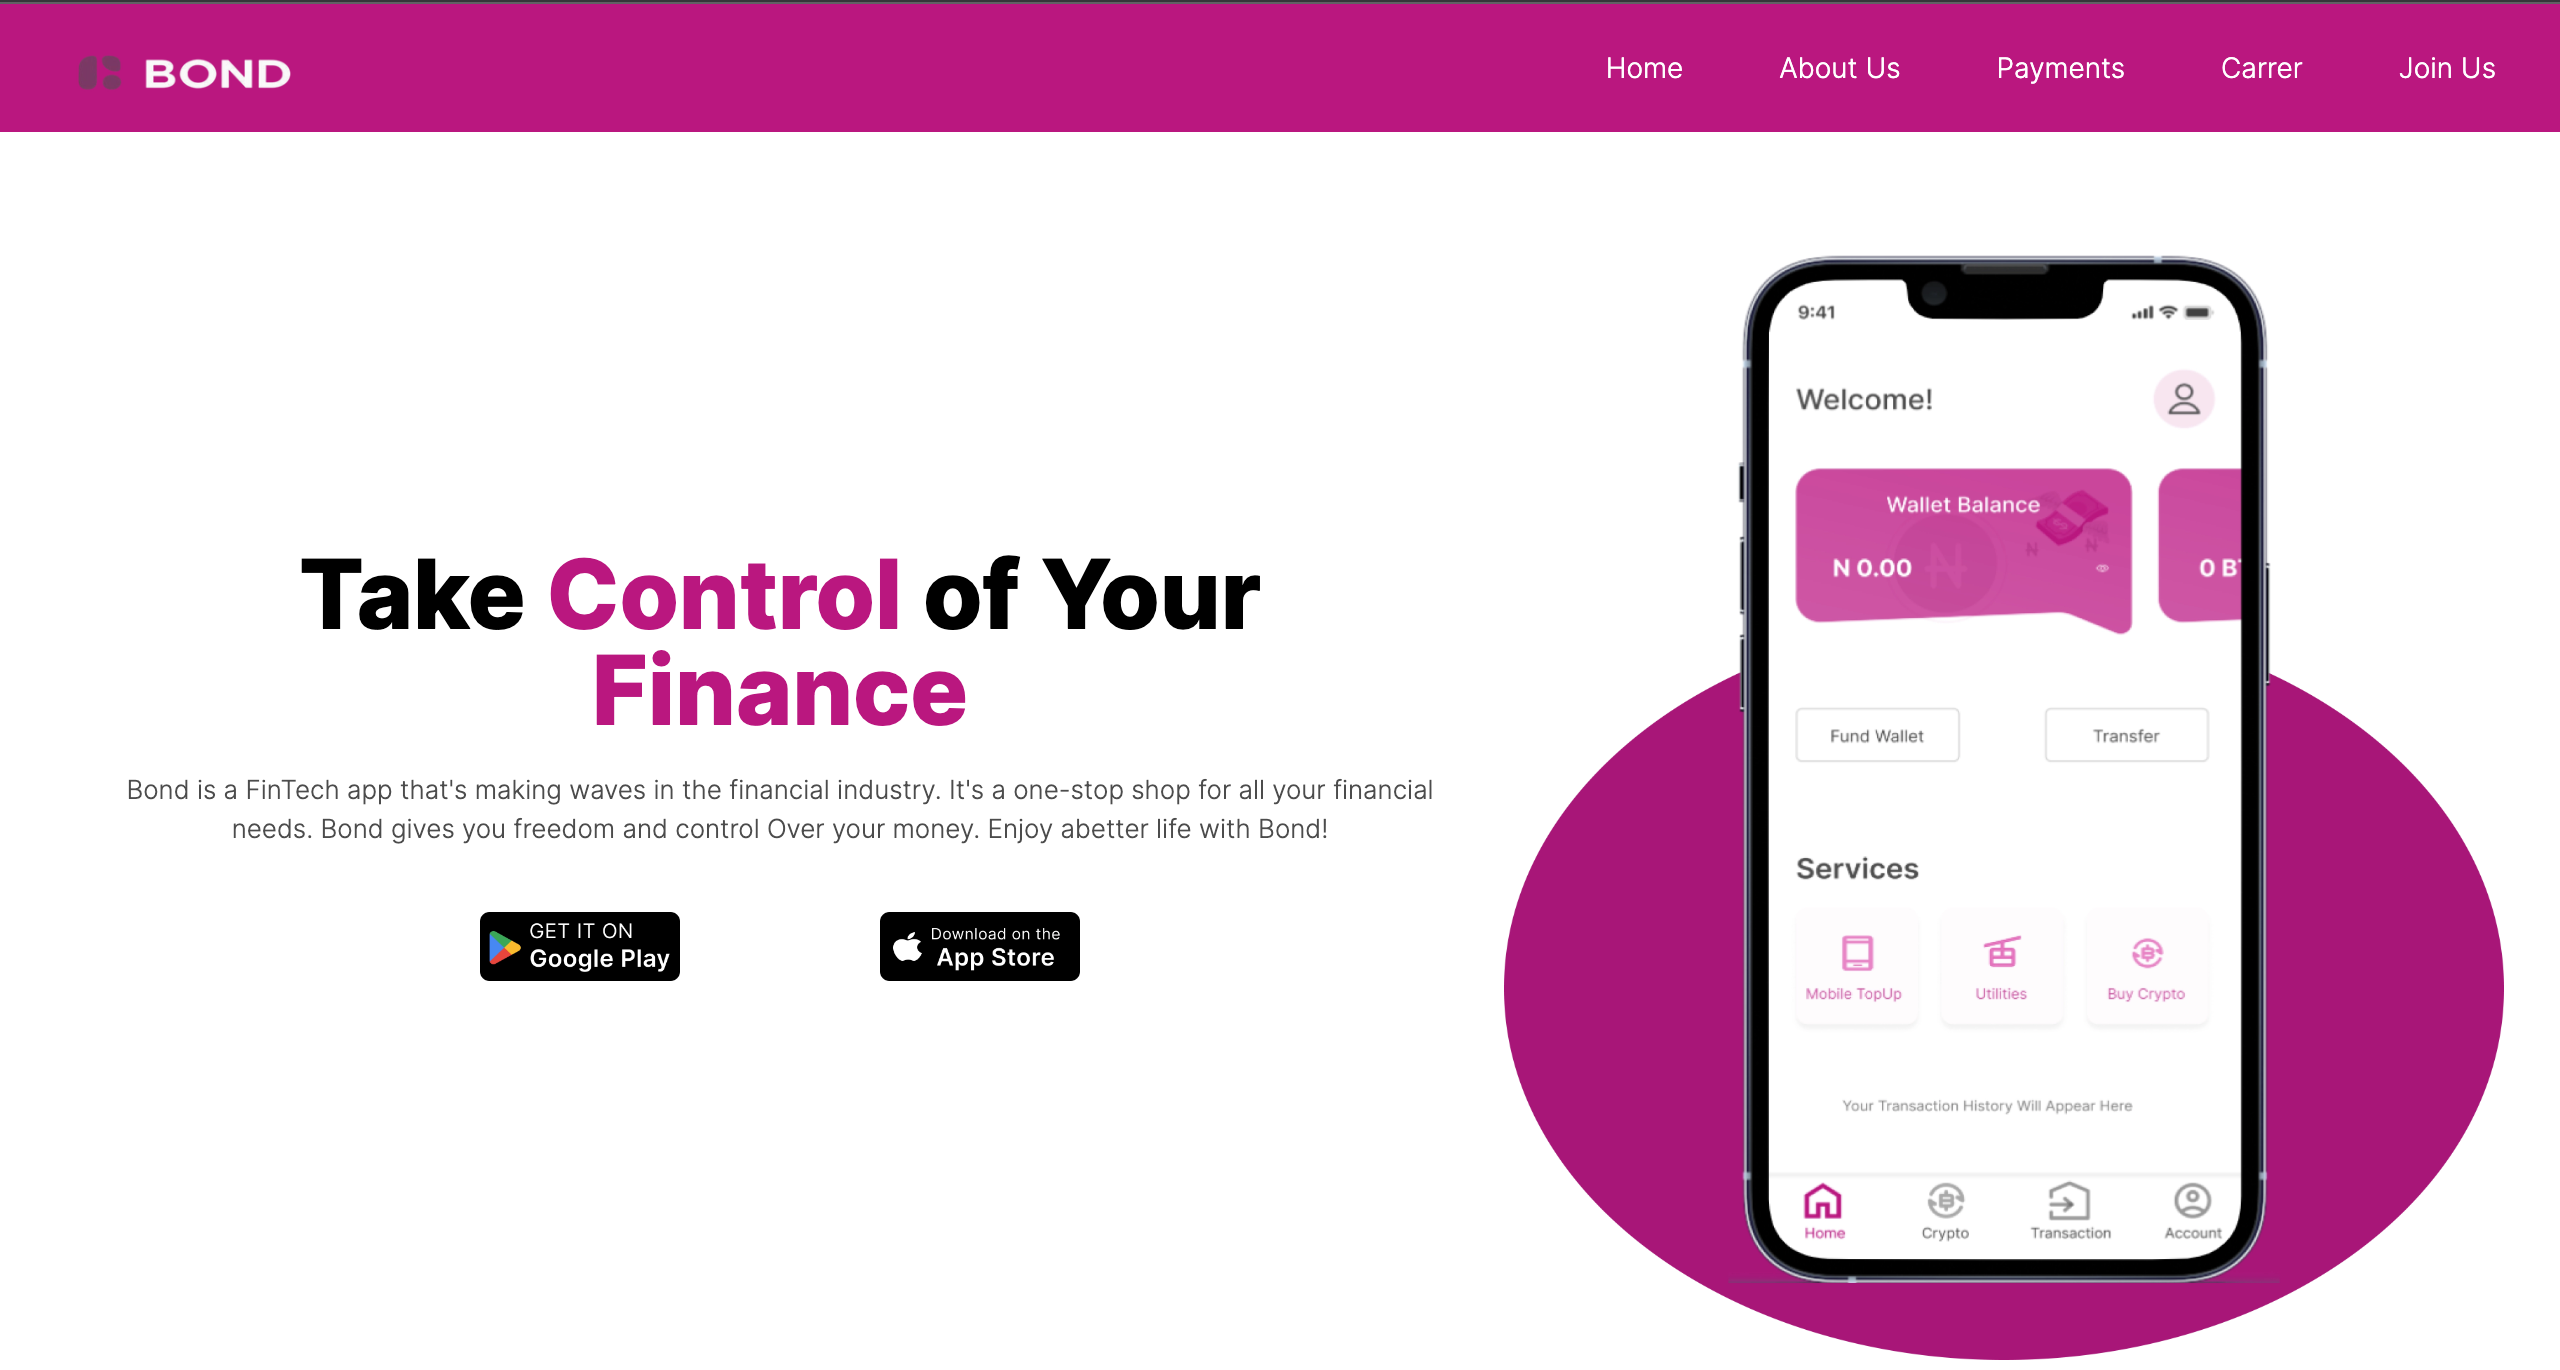 BOND
Home About Us Payments Carrer Join Us
Take Control of Your
Finance
Bond is a FinTech app that's making waves in the financial industry. It's a one-stop shop for all your financial
needs. Bond gives you freedom and control Over your money. Enjoy abetter life with Bond!
GET IT ON
Google Play
Download on the
App Store
9:41
Welcome!
Wallet Balance
N 0.00
0 B
Fund Wallet Transfer
Services
Mobile TopUp Utilities Buy Crypto
Your Transaction History Will Appear Here
Home Crypto Transaction Account